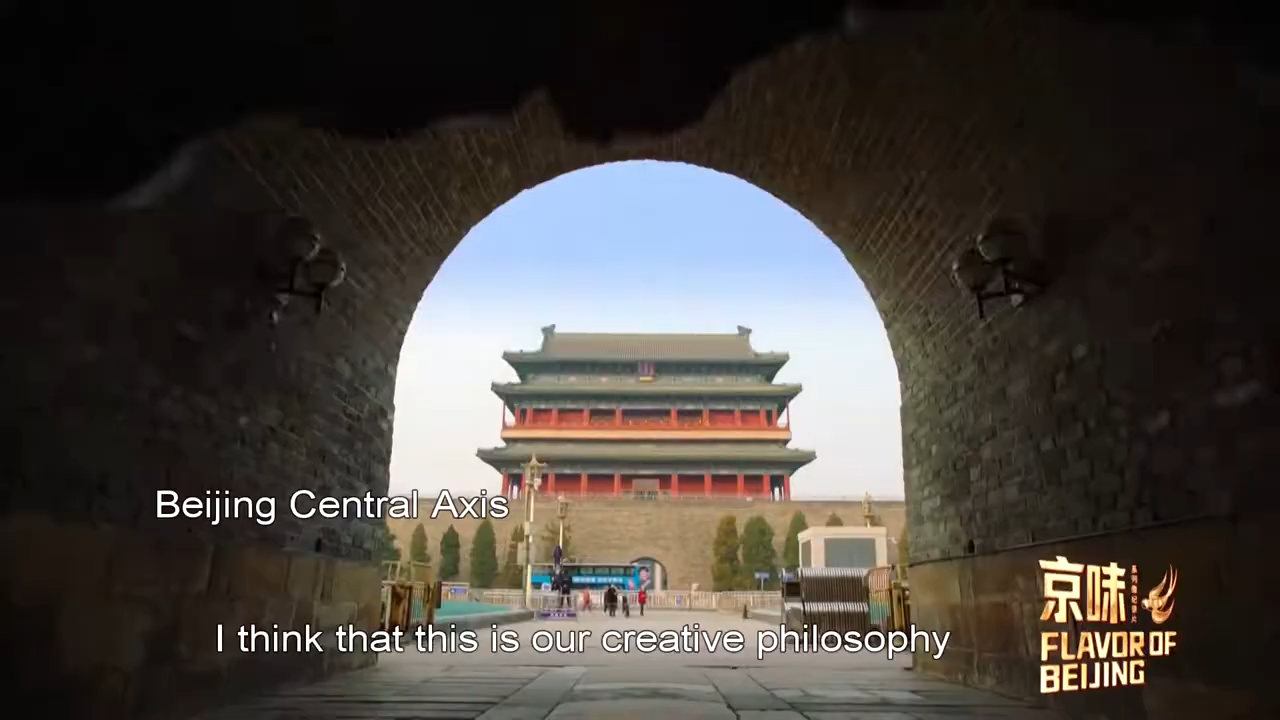 Beijing Central Axis
I think that this is our creative philosophy
京味
FLAVOR OF
BEIJING